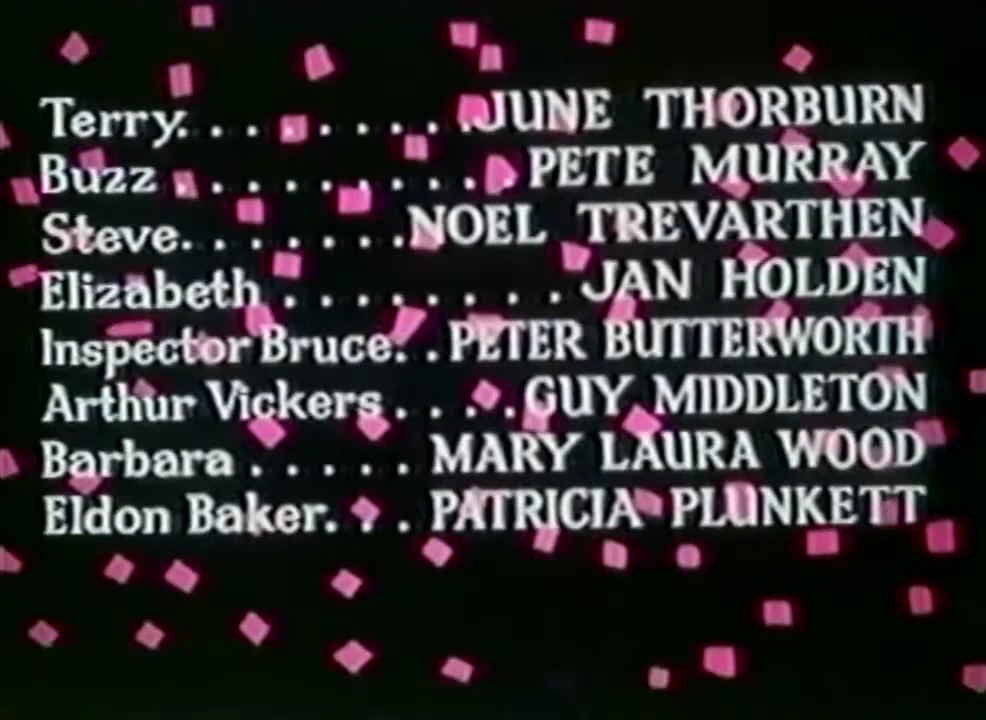 Terry. . . . . . . . . .JUNE THORBURN
Buzz . . . . . . . . . . PETE MURRAY
Steve. . . . . . . .NOEL TREVARTHEN
Elizabeth . . . . . . . . . JAN HOLDEN
Inspector Bruce. . PETER BUTTERWORTH
Arthur Vickers . . . . .GUY MIDDLETON
Barbara . . . . . . MARY LAURA WOOD
Eldon Baker. . . PATRICIA PLUNKETT